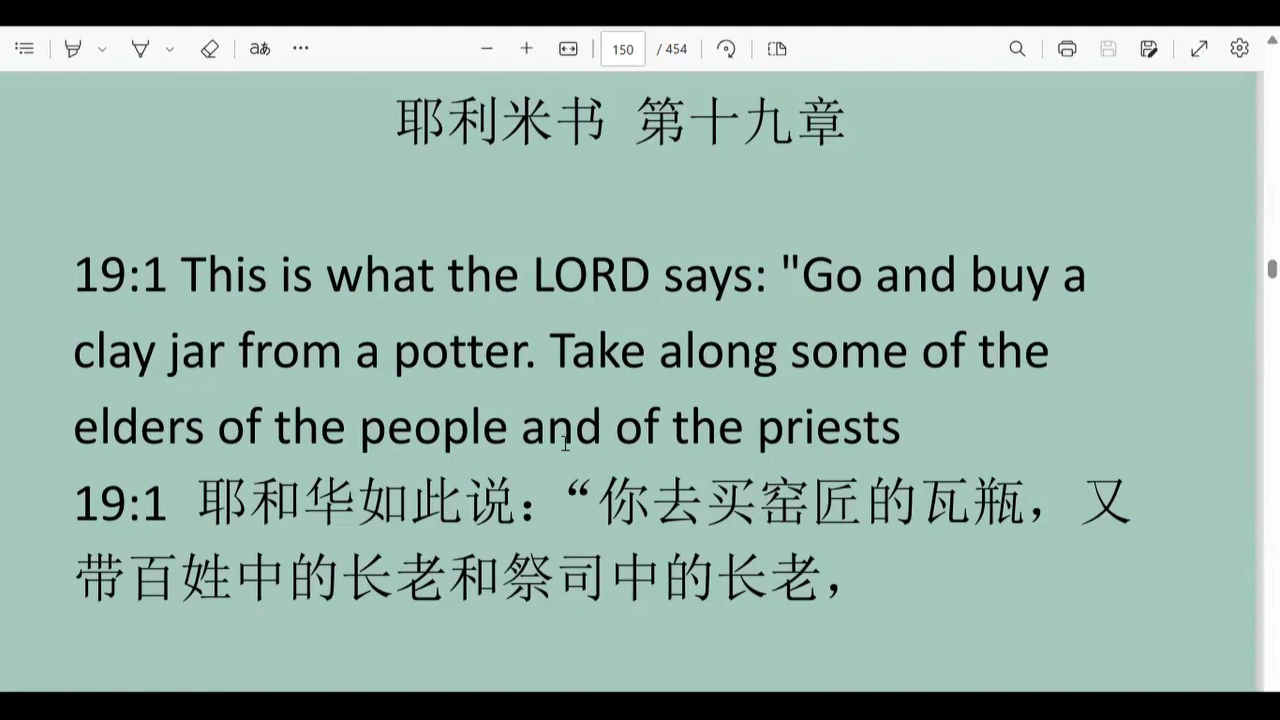 aあ
150
/ 454
耶利米书 第十九章
19:1 This is what the LORD says: "Go and buy a
clay jar from a potter. Take along some of the
elders of the people and of the priests
19:1 耶和华如此说：“你去买窑匠的瓦瓶，又
带百姓中的长老和祭司中的长老，